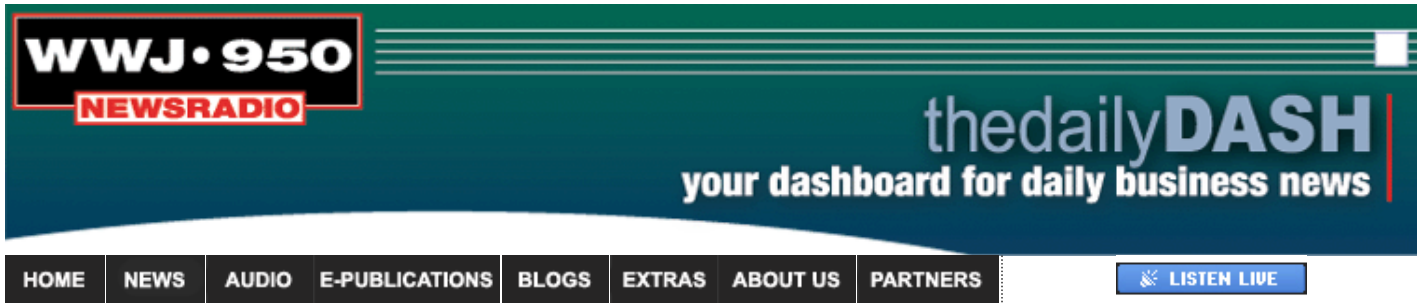 WWJ•950
NEWSRADIO
thedailyDASH
your dashboard for daily business news
HOME NEWS AUDIO E-PUBLICATIONS BLOGS EXTRAS ABOUT US PARTNERS LISTEN LIVE